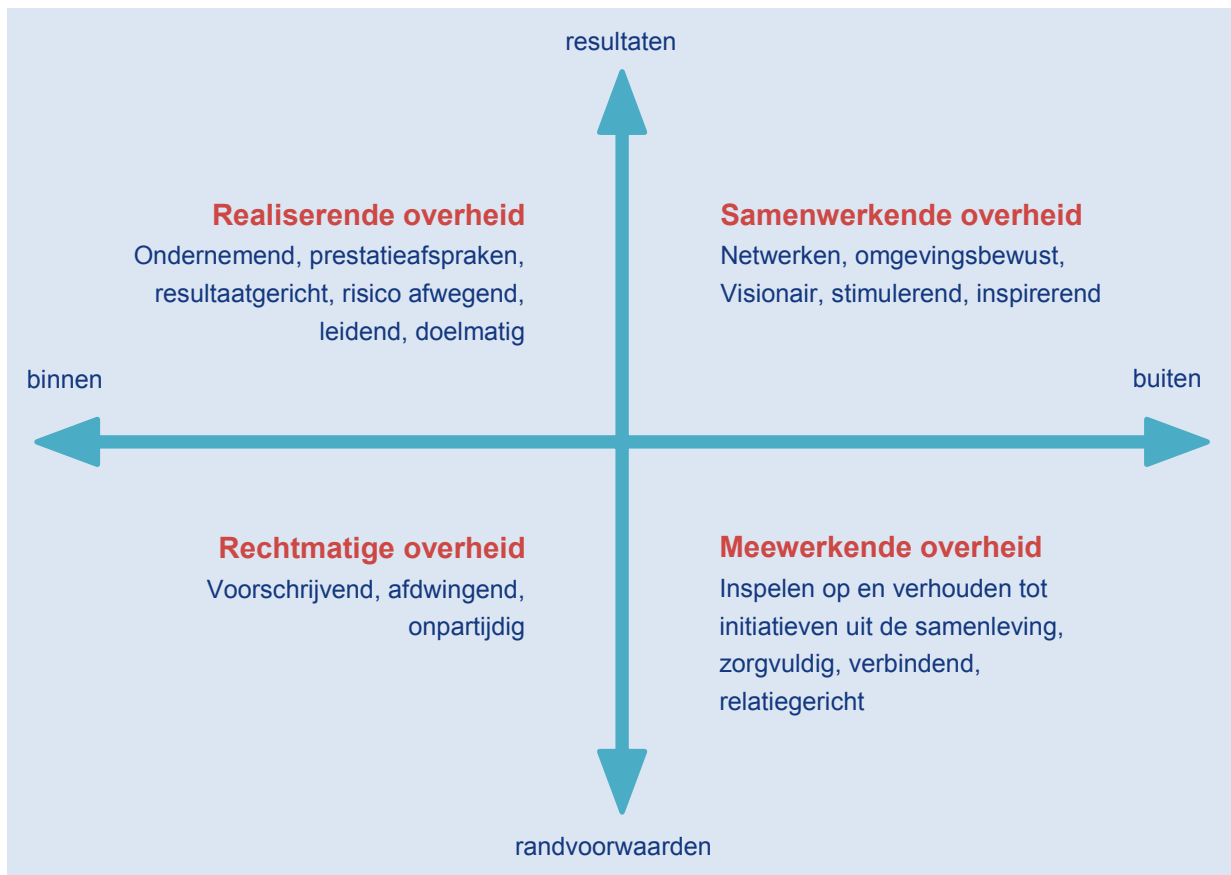 resultaten
Realiserende overheid
Ondernemend, prestatieafspraken,
resultaatgericht, risico afwegend,
leidend, doelmatig
Samenwerkende overheid
Netwerken, omgevingsbewust,
Visionair, stimulerend, inspirerend
binnen
buiten
Rechtmatige overheid
Voorschrijvend, afdwingend,
onpartijdig
Meewerkende overheid
Inspelen op en verhouden tot
initiatieven uit de samenleving,
zorgvuldig, verbindend,
relatiegericht
randvoorwaarden